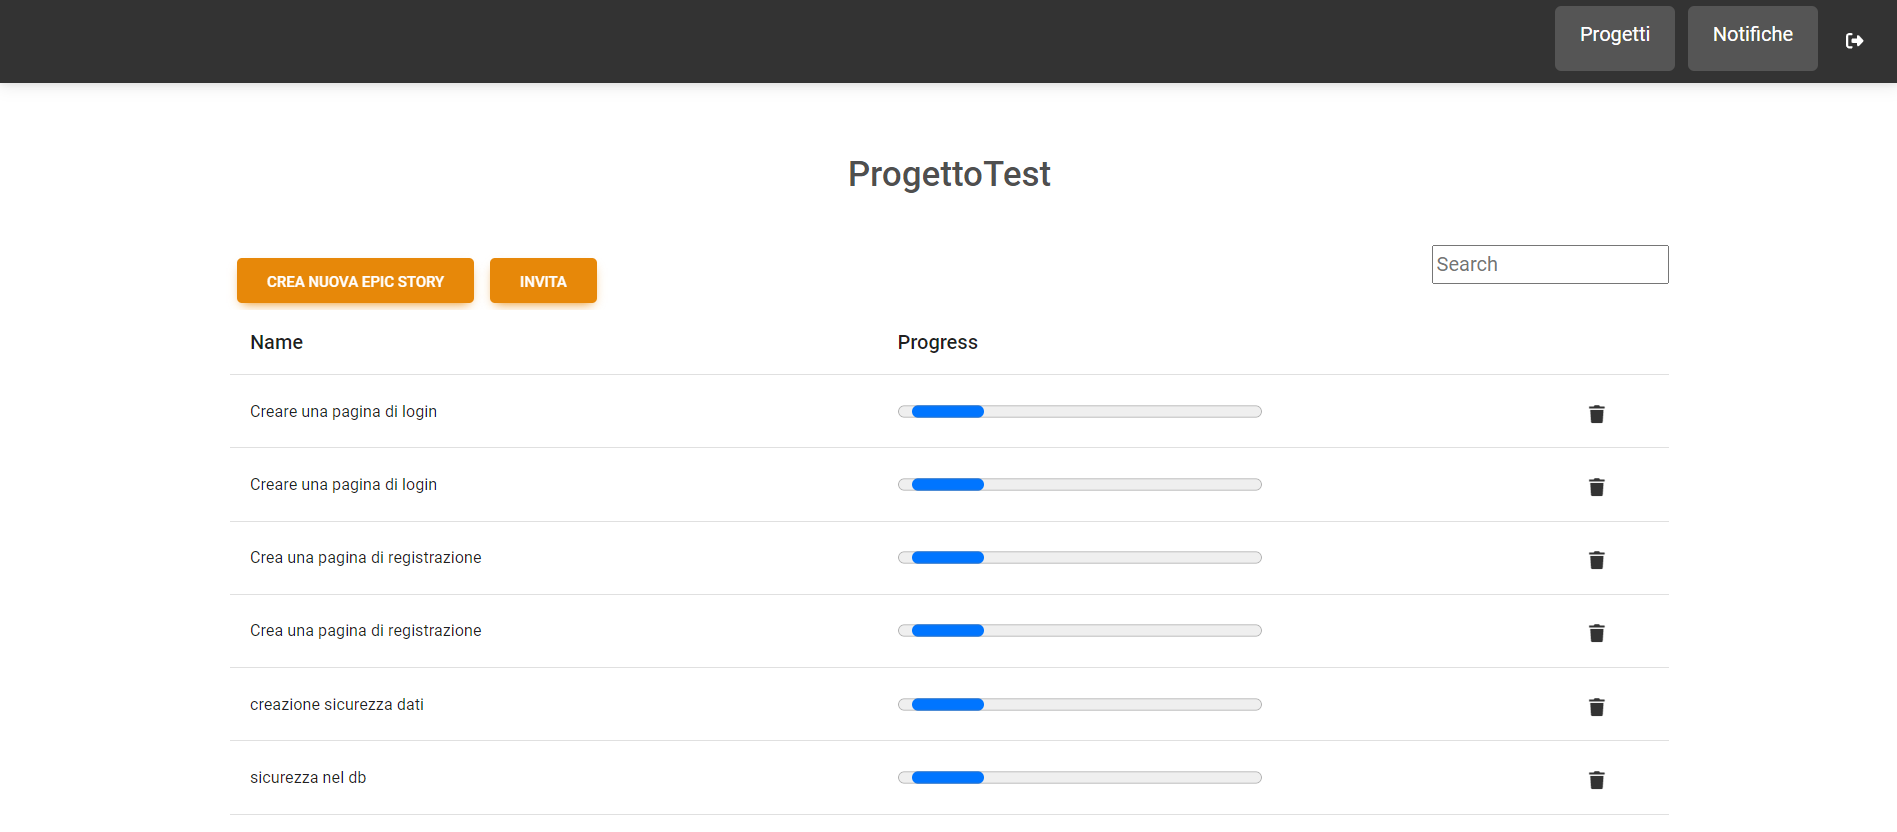 Progetti Notifiche
ProgettoTest
CREA NUOVA EPIC STORY INVITA Search
Name Progress
Creare una pagina di login
Creare una pagina di login
Crea una pagina di registrazione
Crea una pagina di registrazione
creazione sicurezza dati
sicurezza nel db